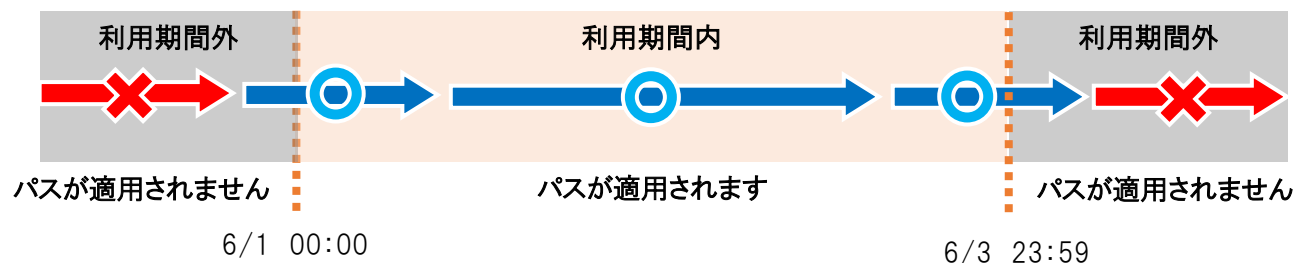 利用期間外
利用期間内
利用期間外
パスが適用されません
パスが適用されます
パスが適用されません
6/1 00:00
6/3 23:59